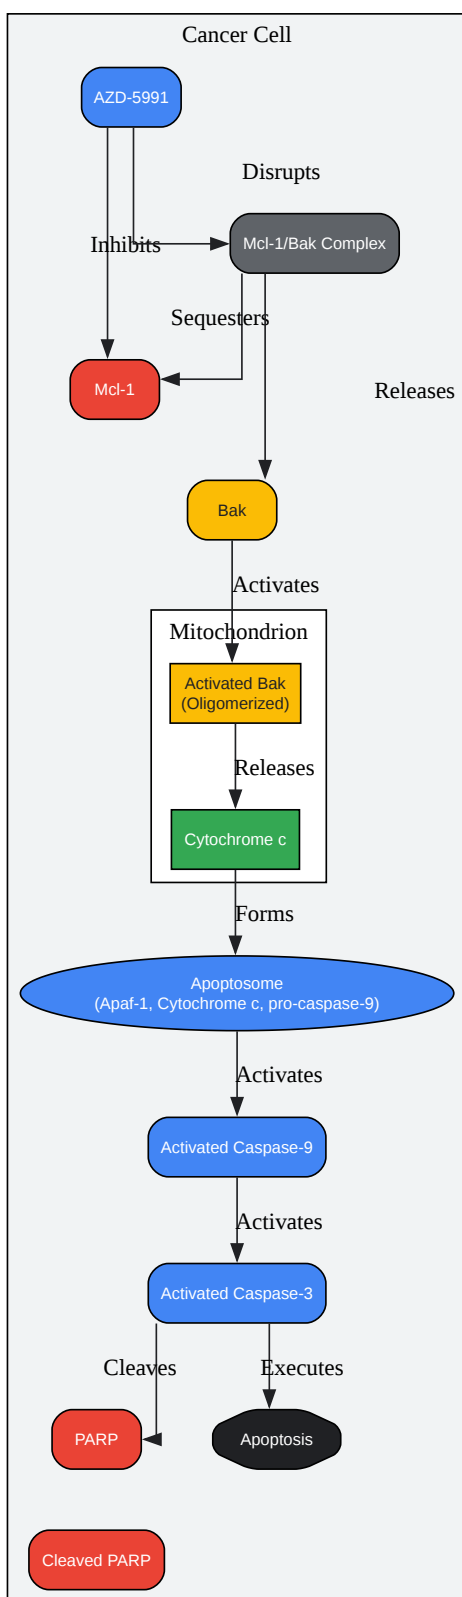 Cancer Cell
AZD-5991
Disrupts
Inhibits
Mcl-1/Bak Complex
Sequesters
Mcl-1
Releases
Bak
Activates
Mitochondrion
Activated Bak
(Oligomerized)
Releases
Cytochrome c
Forms
Apoptosome
(Apaf-1, Cytochrome c, pro-caspase-9)
Activates
Activated Caspase-9
Activates
Activated Caspase-3
Cleaves
Executes
PARP
Apoptosis
Cleaved PARP